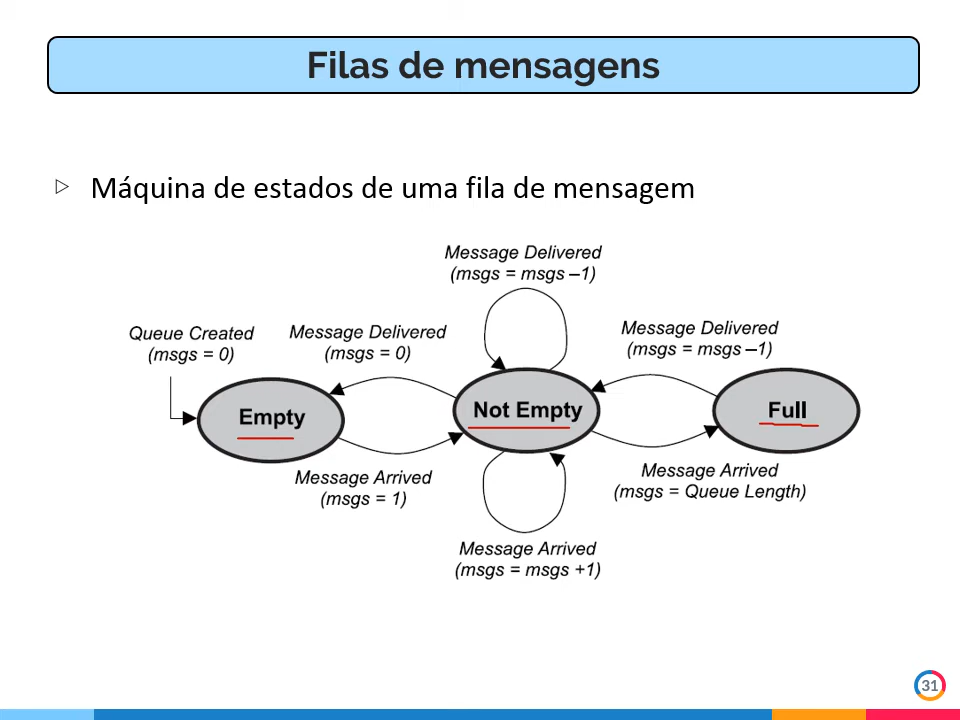 Filas de mensagens
Máquina de estados de uma fila de mensagem
Message Delivered
(msgs = msgs –1)
Queue Created
(msgs = 0)
Message Delivered
(msgs = 0)
Message Delivered
(msgs = msgs –1)
Empty
Not Empty
Full
Message Arrived
(msgs = 1)
Message Arrived
(msgs = Queue Length)
Message Arrived
(msgs = msgs +1)
31